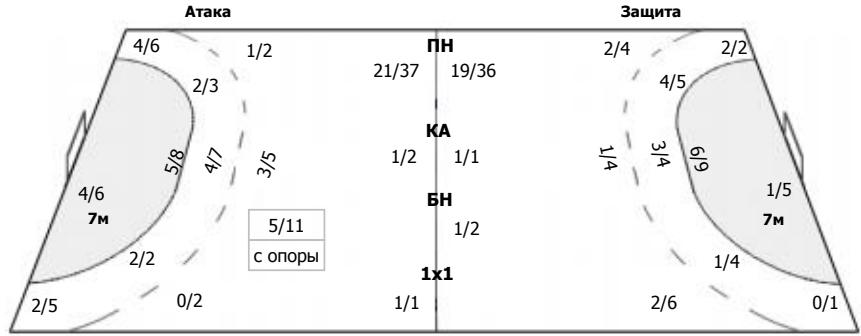 Атака Защита
4/6 1/2 ПН 2/4 2/2
21/37 19/36
2/3 4/5
КА
5/8 4/7 3/5 1/2 1/1 1/4 3/4 6/9
4/6 1/5
БН
7м 7м
5/11 1/2
с опоры
2/2 1/4
1x1
2/5 0/2 1/1 2/6 0/1